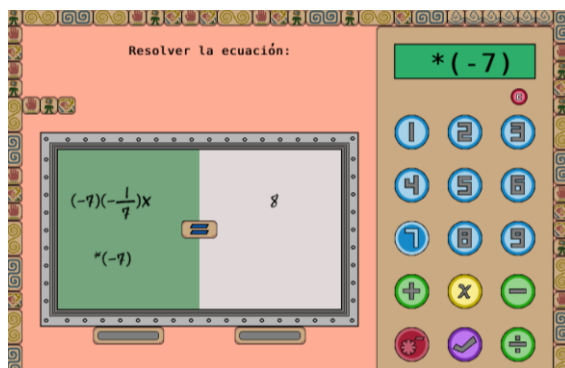 Resolver la ecuación:
*(-7)
1 2 3
4 5 6
7 8 9
+ x −
* ÷
(-7)(-1/7)x = 8
*(-7)